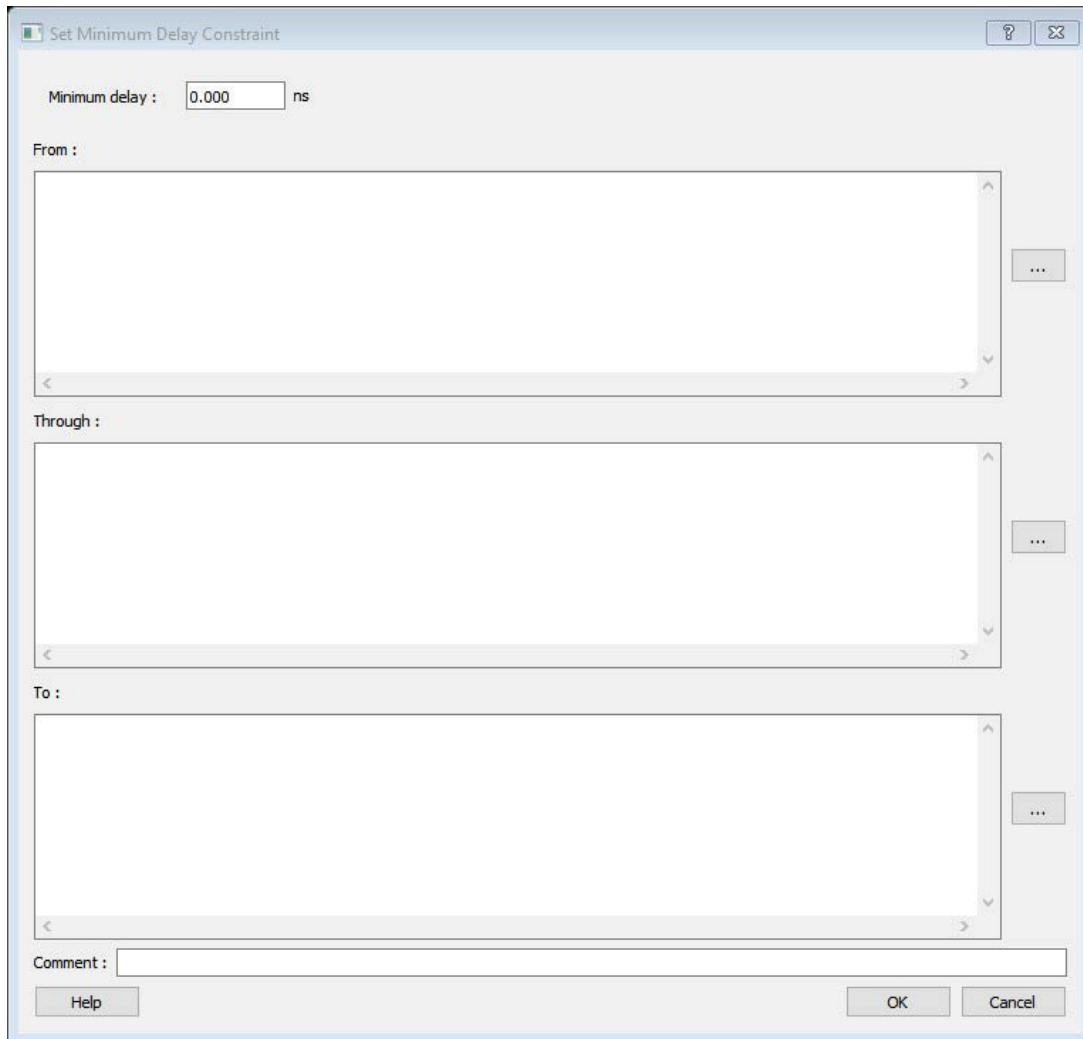 Set Minimum Delay Constraint
Minimum delay : 0.000 ns
From :
...
Through :
...
To :
...
Comment :
Help OK Cancel